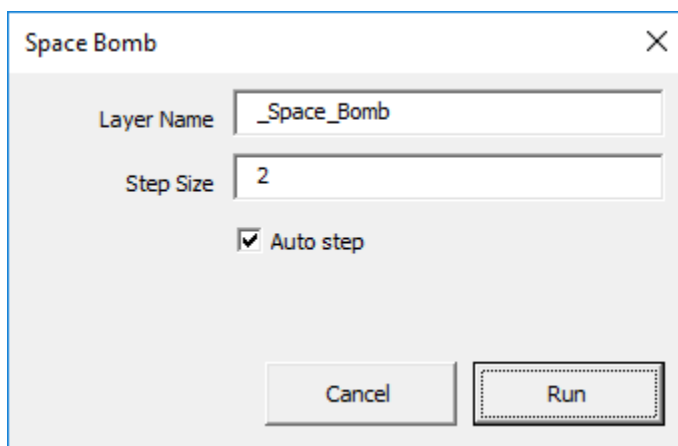 Space Bomb
Layer Name _Space_Bomb
Step Size 2
Auto step
Cancel Run